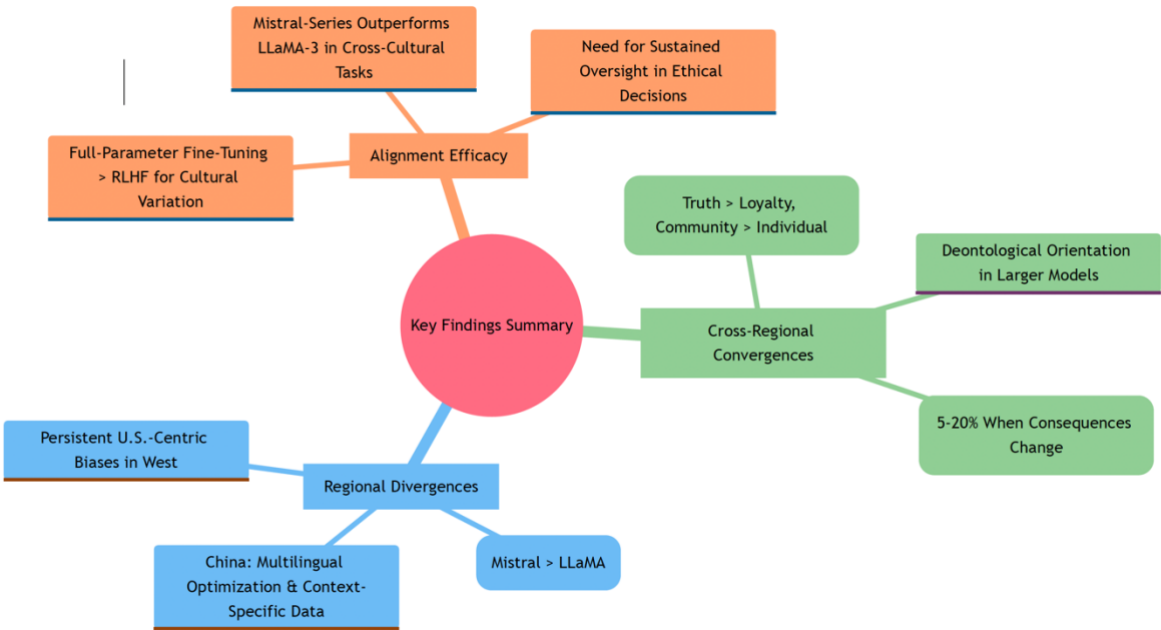 Mistral-Series Outperforms
LLaMA-3 in Cross-Cultural
Tasks
Need for Sustained
Oversight in Ethical
Decisions
Full-Parameter Fine-Tuning
> RLHF for Cultural
Variation
Alignment Efficacy
Truth > Loyalty,
Community > Individual
Deontological Orientation
in Larger Models
Key Findings Summary
Cross-Regional
Convergences
5-20% When Consequences
Change
Persistent U.S.-Centric
Biases in West
Regional Divergences
China: Multilingual
Optimization & Context-
Specific Data
Mistral > LLaMA